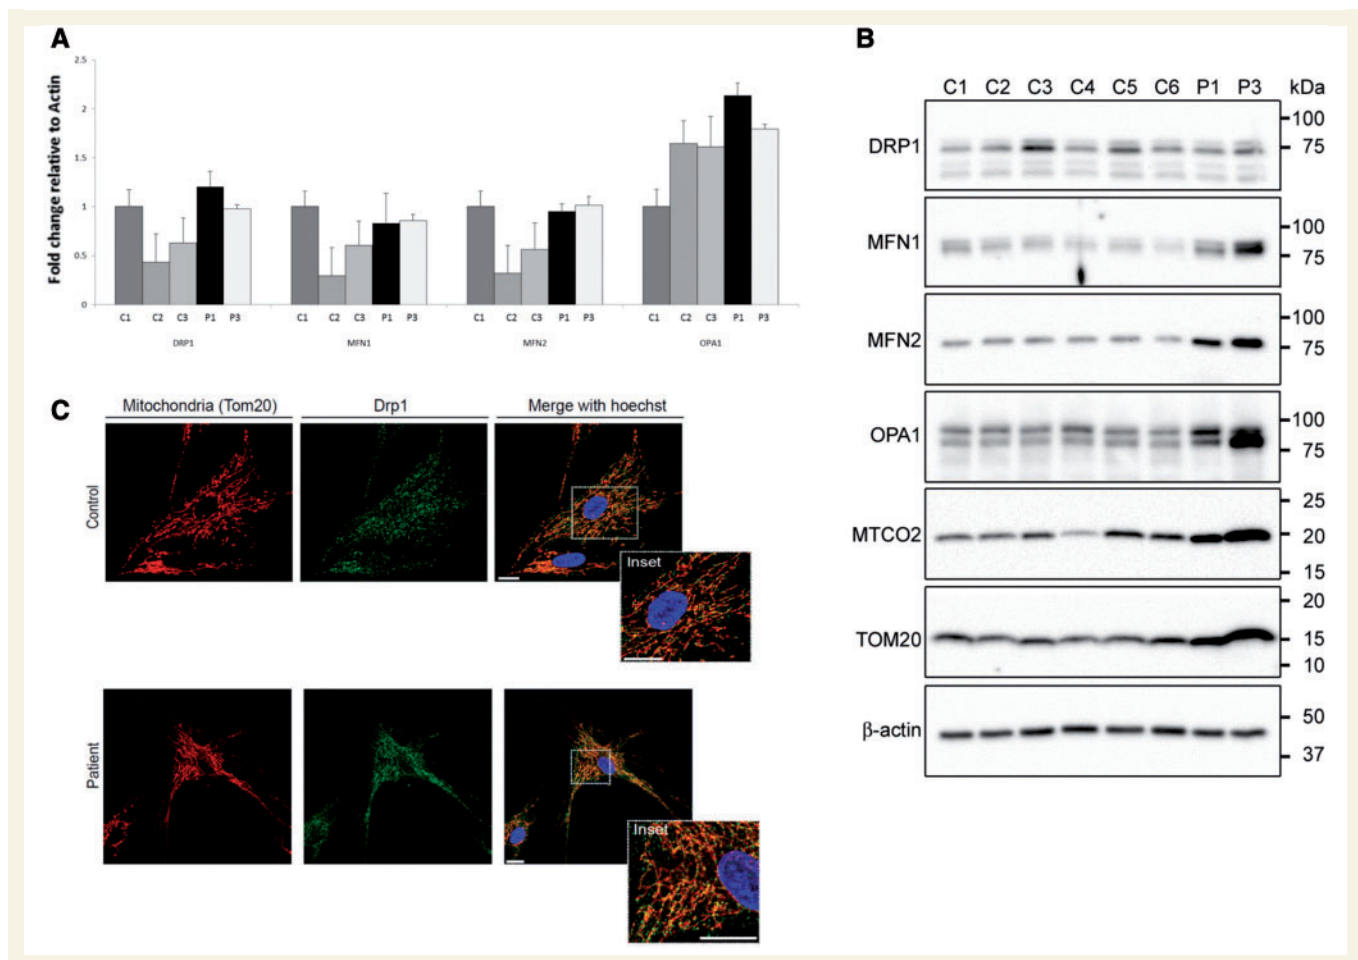 A
Fold change relative to Actin
2.5
2
1.5
1
0.5
0
C1 C2 C3 P1 P3 C1 C2 C3 P1 P3 C1 C2 C3 P1 P3 C1 C2 C3 P1 P3
DRP1 MFN1 MFN2 OPA1
B
C1 C2 C3 C4 C5 C6 P1 P3 kDa
DRP1
100
75
MFN1
100
75
MFN2
100
75
OPA1
100
75
MTCO2
25
20
15
TOM20
20
15
10
β-actin
50
37
C
Mitochondria (Tom20) Drp1 Merge with hoechst
Control
Inset
Patient
Inset